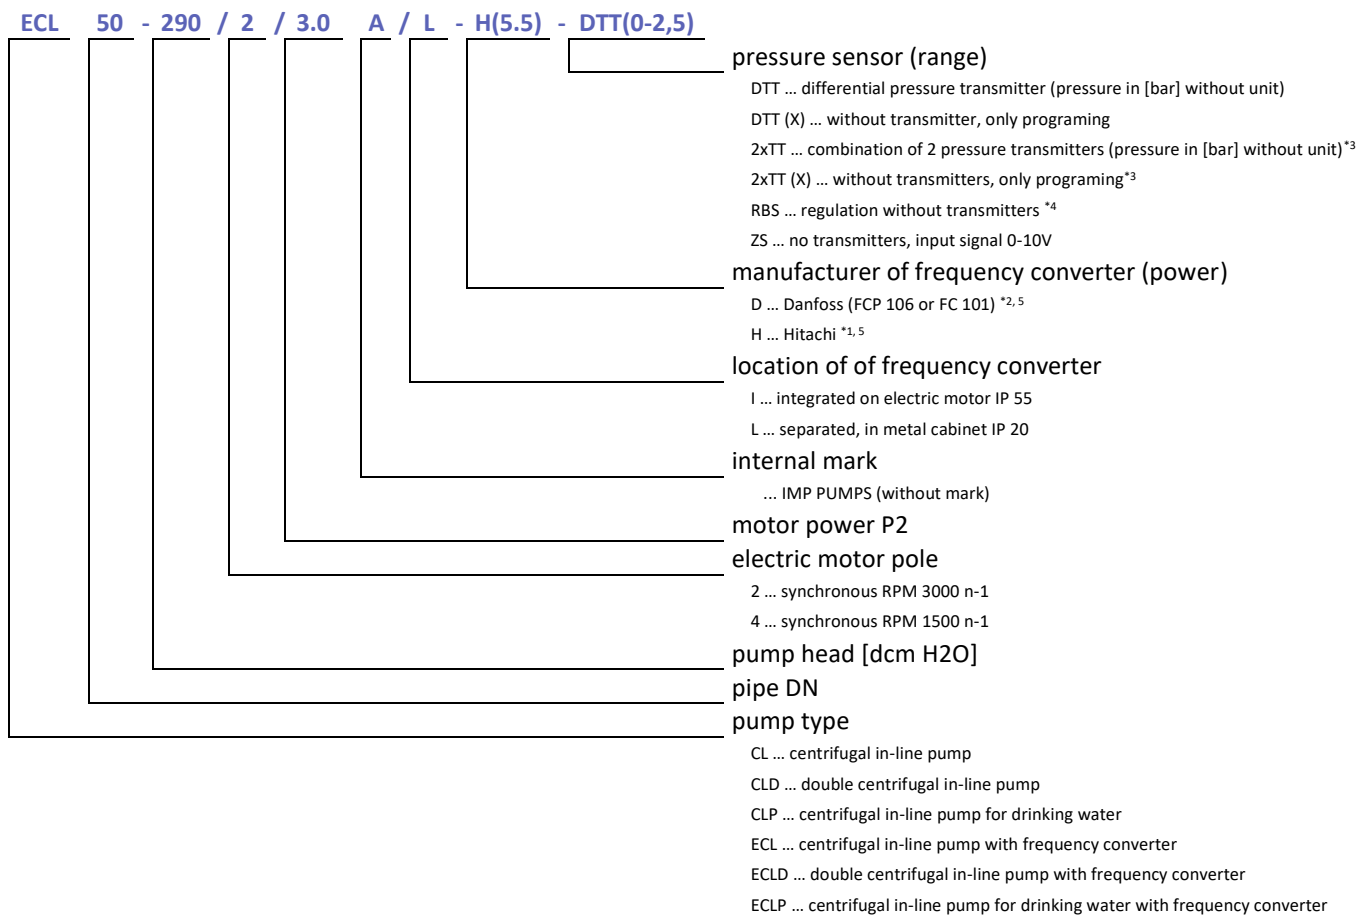 ECL 50 - 290 / 2 / 3.0 A / L - H(5.5) - DTT(0-2,5)
pressure sensor (range)
DTT ... differential pressure transmitter (pressure in [bar] without unit)
DTT (X) ... without transmitter, only programing
2xTT ... combination of 2 pressure transmitters (pressure in [bar] without unit)*3
2xTT (X) ... without transmitters, only programing*3
RBS ... regulation without transmitters *4
ZS ... no transmitters, input signal 0-10V
manufacturer of frequency converter (power)
D ... Danfoss (FCP 106 or FC 101) *2, 5
H ... Hitachi *1, 5
location of of frequency converter
I ... integrated on electric motor IP 55
L ... separated, in metal cabinet IP 20
internal mark
... IMP PUMPS (without mark)
motor power P2
electric motor pole
2 ... synchronous RPM 3000 n-1
4 ... synchronous RPM 1500 n-1
pump head [dcm H2O]
pipe DN
pump type
CL ... centrifugal in-line pump
CLD ... double centrifugal in-line pump
CLP ... centrifugal in-line pump for drinking water
ECL ... centrifugal in-line pump with frequency converter
ECLD ... double centrifugal in-line pump with frequency converter
ECLP ... centrifugal in-line pump for drinking water with frequency converter